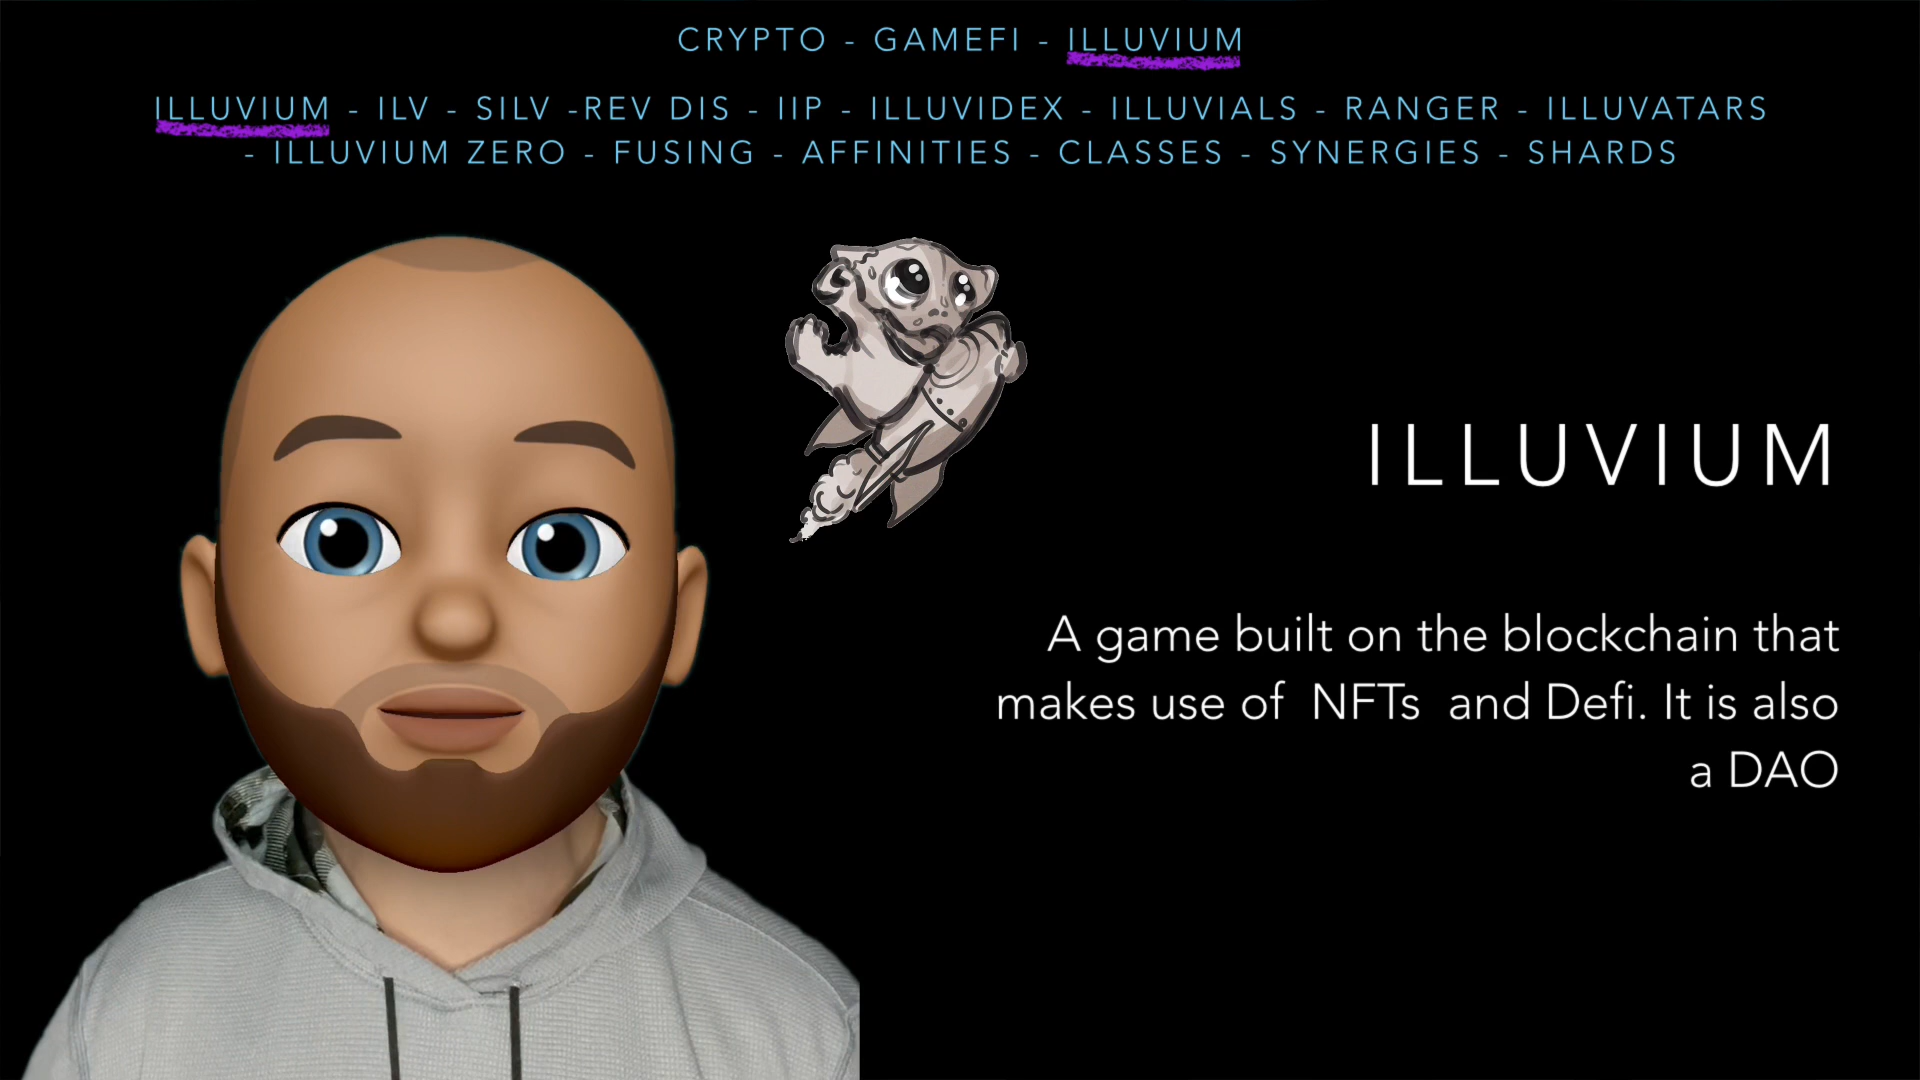 CRYPTO - GAMEFI - ILLUVIUM
ILLUVIUM - ILV - SILV -REV DIS - IIP - ILLUVIDEX - ILLUVIALS - RANGER - ILLUVATARS
- ILLUVIUM ZERO - FUSING - AFFINITIES - CLASSES - SYNERGIES - SHARDS
ILLUVIUM
A game built on the blockchain that
makes use of  NFTs  and Defi. It is also
a DAO